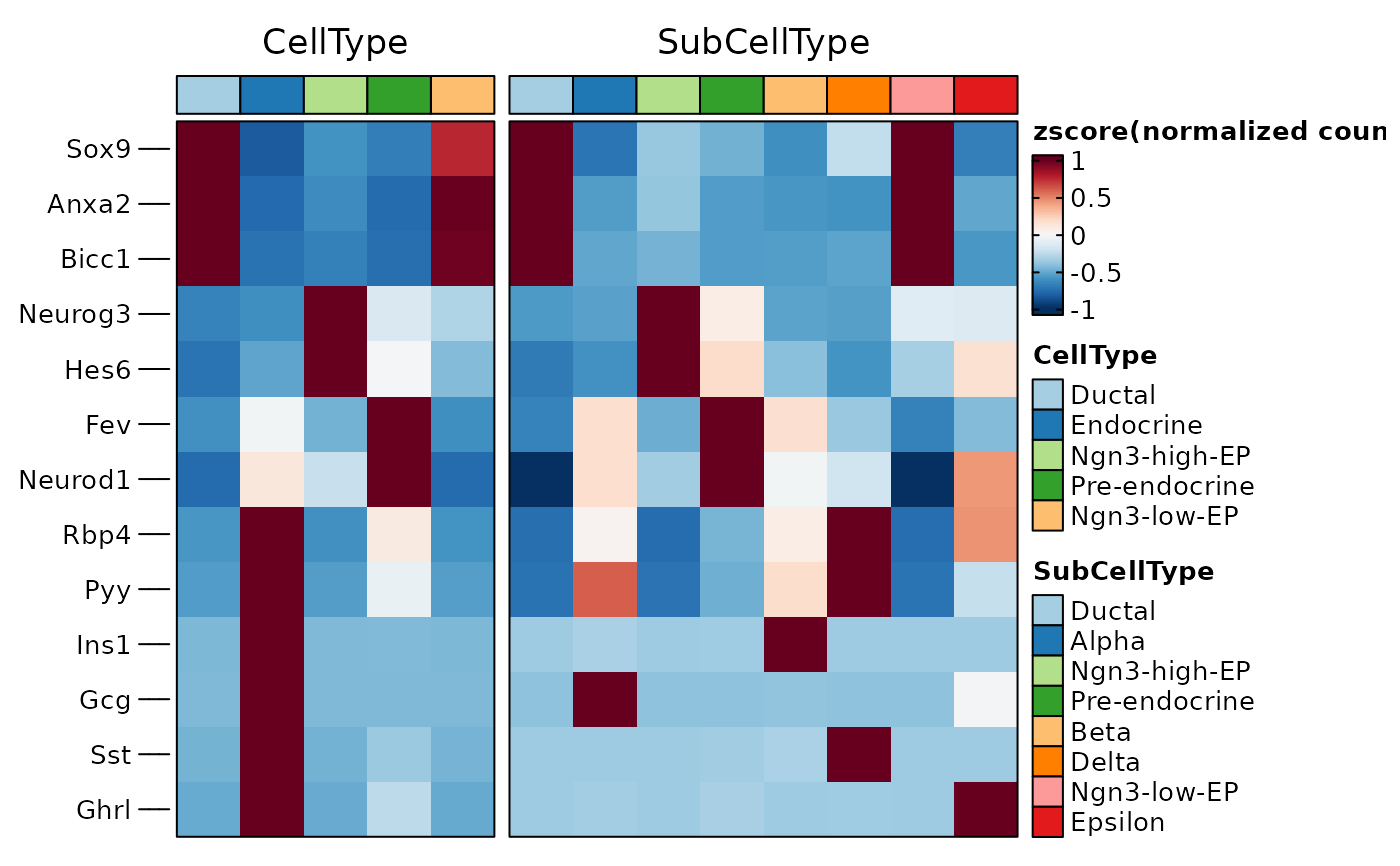 CellType
SubCellType
Sox9
Anxa2
Bicc1
Neurog3
Hes6
Fev
Neurod1
Rbp4
Pyy
Ins1
Gcg
Sst
Ghrl
zscore(normalized coun
1
0.5
0
-0.5
-1
CellType
Ductal
Endocrine
Ngn3-high-EP
Pre-endocrine
Ngn3-low-EP
SubCellType
Ductal
Alpha
Ngn3-high-EP
Pre-endocrine
Beta
Delta
Ngn3-low-EP
Epsilon